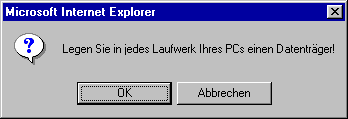 Microsoft Internet Explorer
Legen Sie in jedes Laufwerk Ihres PCs einen Datenträger!
OK
Abbrechen